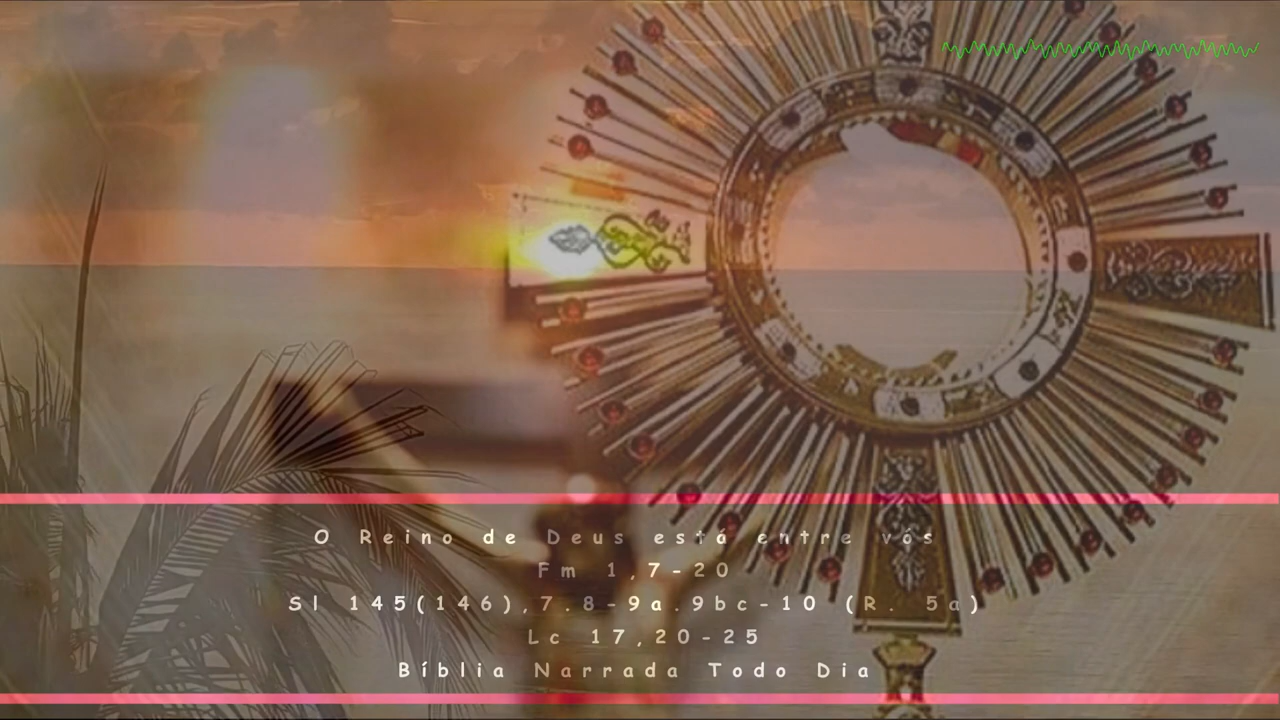 O Reino de Deus está entre vós
Fm 1,7-20
Sl 145(146),7.8-9a.9bc-10 (R. 5a)
Lc 17,20-25
Bíblia Narrada Todo Dia